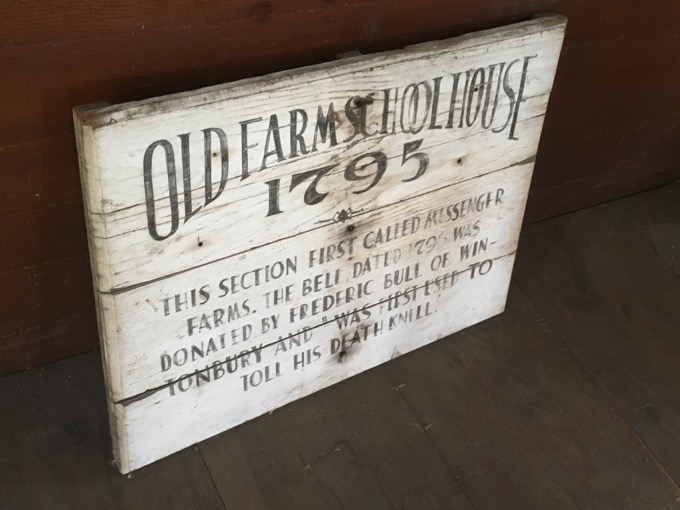 OLD FARM SCHOOLHOUSE
1795
THIS SECTION FIRST CALLED MESSENGER
FARMS. THE BELL, DATED 1796 WAS
DONATED BY FREDERIC BULL OF WIN-
TONBURY AND "WAS FIRST USED TO
TOLL HIS DEATH KNELL.